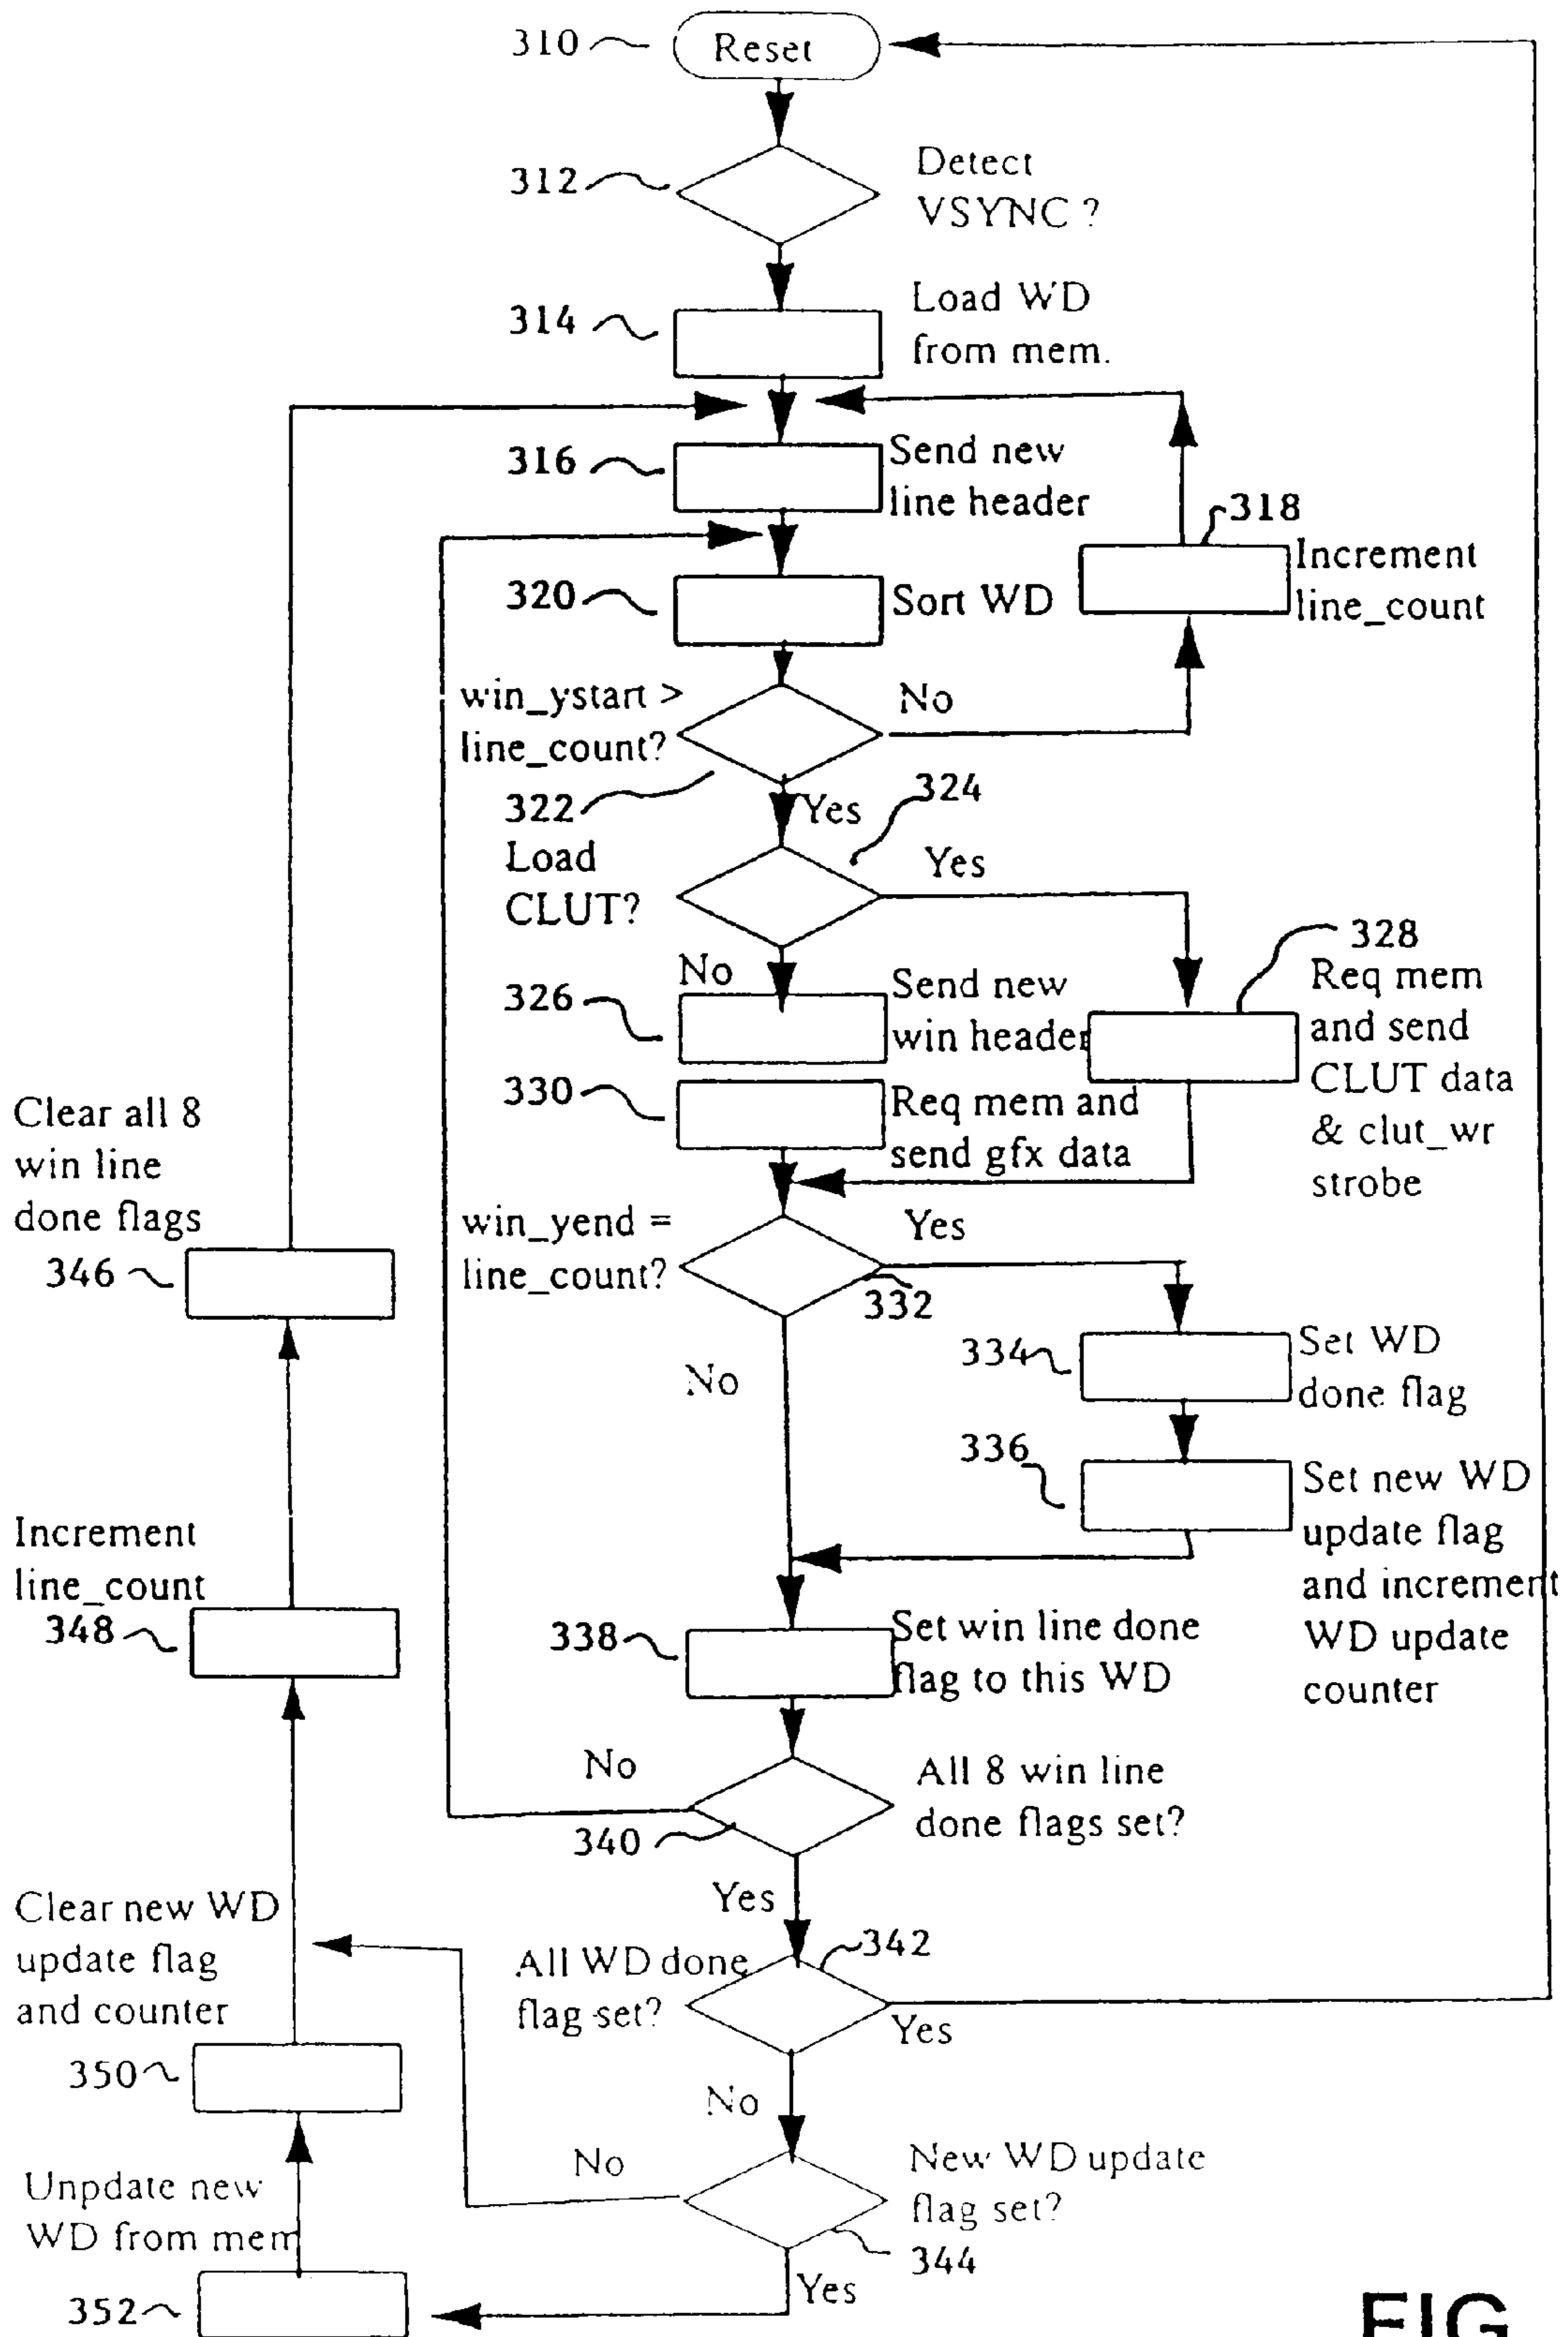 310
Reset
312
Detect
VSYNC ?
314
Load WD
from mem.
316
Send new
line header
318
Increment
line_count
320
Sort WD
win_ystart >
line_count?
No
322
Yes
324
Load
CLUT?
Yes
No
326
Send new
win header
328
Req mem
and send
CLUT data
& clut_wr
strobe
330
Req mem and
send gfx data
Clear all 8
win line
done flags
346
win_yend =
line_count?
Yes
332
No
334
Set WD
done flag
336
Set new WD
update flag
and increment
WD update
counter
Increment
line_count
348
338
Set win line done
flag to this WD
No
340
All 8 win line
done flags set?
Yes
Clear new WD
update flag
and counter
350
All WD done
flag set?
342
Yes
No
No
New WD update
flag set?
344
Yes
Unpdate new
WD from mem
352
FIG